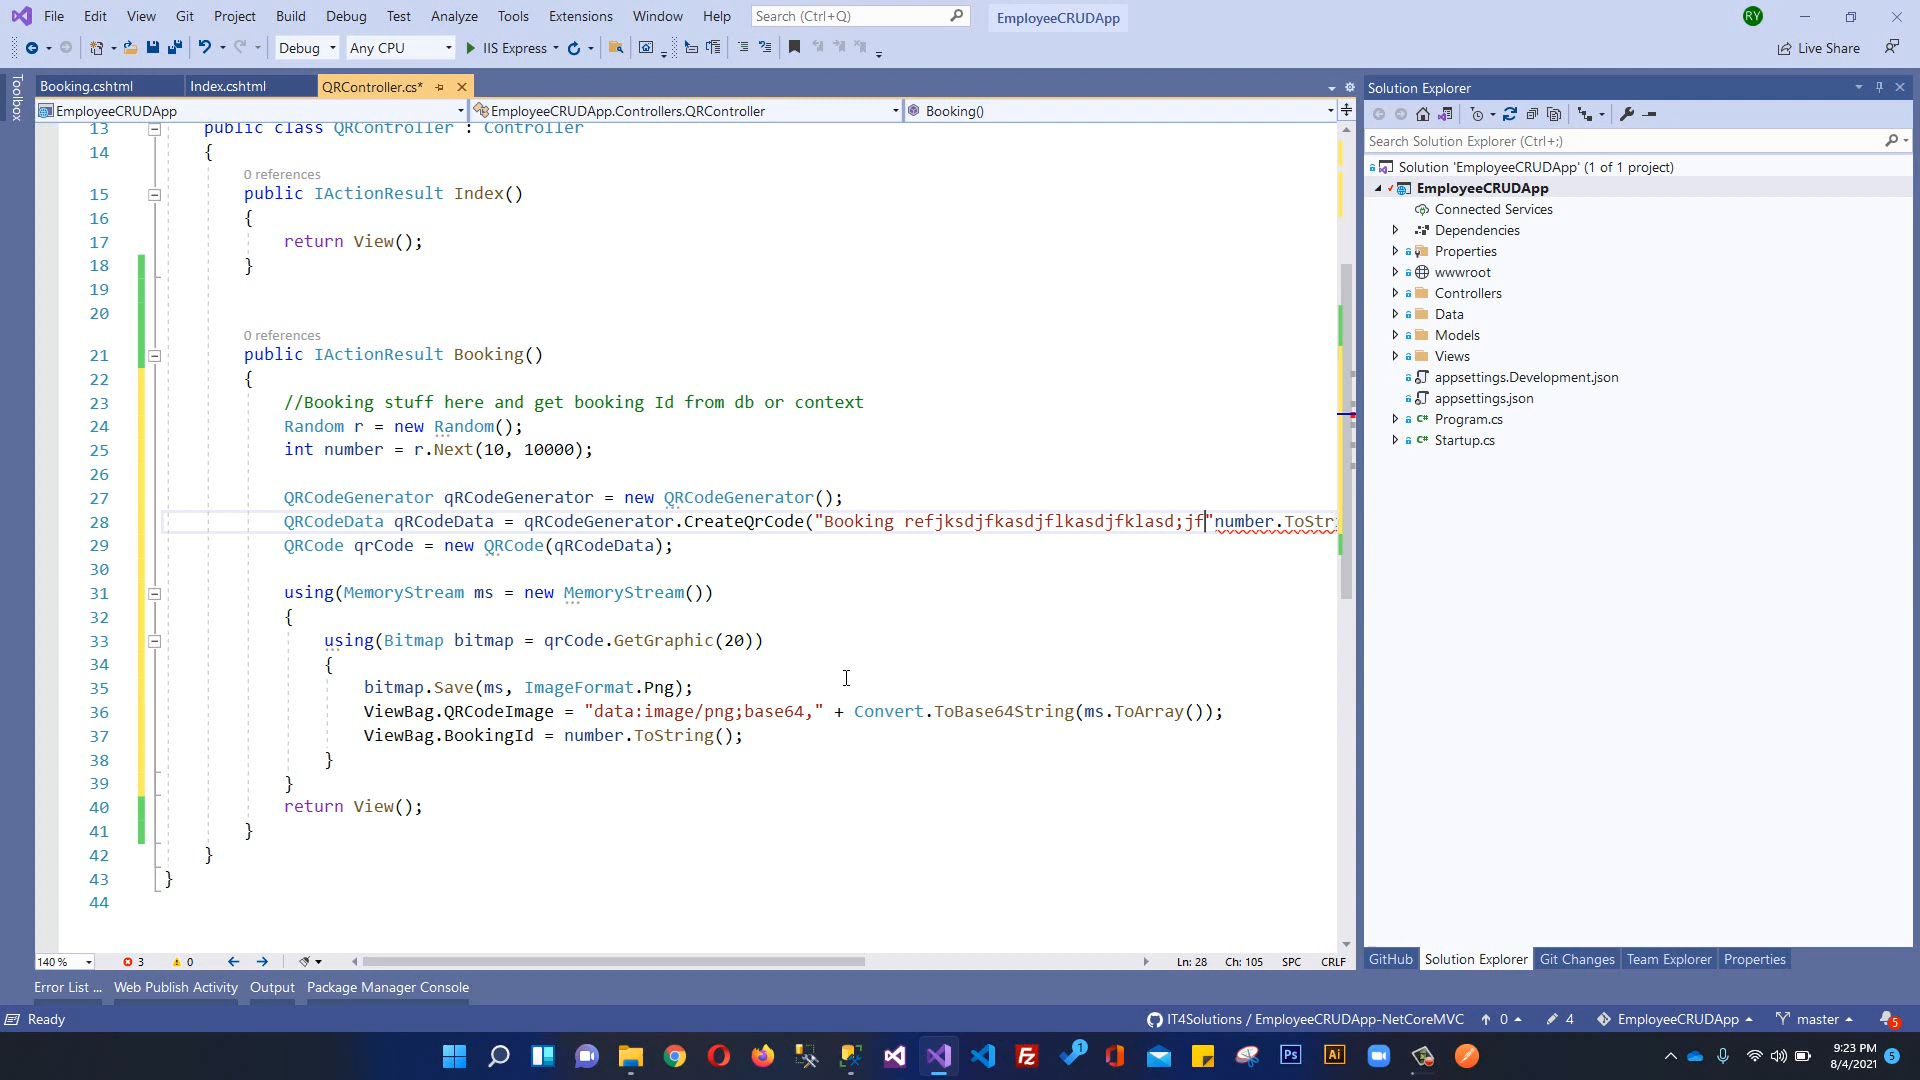 File Edit View Git Project Build Debug Test Analyze Tools Extensions Window Help Search (Ctrl+Q) EmployeeCRUDApp RY
Debug Any CPU IIS Express Live Share
Toolbox
Booking.cshtml Index.cshtml QRController.cs*
EmployeeCRUDApp EmployeeCRUDApp.Controllers.QRController Booking()
13 public class QRController : Controller
14 {
0 references
15 public IActionResult Index()
16 {
17 return View();
18 }
19
20
0 references
21 public IActionResult Booking()
22 {
23 //Booking stuff here and get booking Id from db or context
24 Random r = new Random();
25 int number = r.Next(10, 10000);
26
27 QRCodeGenerator qRCodeGenerator = new QRCodeGenerator();
28 QRCodeData qRCodeData = qRCodeGenerator.CreateQrCode("Booking refjksdjfkasdjflkasdjfklasd;jf"number.ToStri
29 QRCode qrCode = new QRCode(qRCodeData);
30
31 using(MemoryStream ms = new MemoryStream())
32 {
33 using(Bitmap bitmap = qrCode.GetGraphic(20))
34 {
35 bitmap.Save(ms, ImageFormat.Png);
36 ViewBag.QRCodeImage = "data:image/png;base64," + Convert.ToBase64String(ms.ToArray());
37 ViewBag.BookingId = number.ToString();
38 }
39 }
40 return View();
41 }
42 }
43 }
44
140 % 3 0 Ln: 28 Ch: 105 SPC CRLF
Error List ... Web Publish Activity Output Package Manager Console
Solution Explorer
Search Solution Explorer (Ctrl+;)
Solution 'EmployeeCRUDApp' (1 of 1 project)
EmployeeCRUDApp
Connected Services
Dependencies
Properties
wwwroot
Controllers
Data
Models
Views
appsettings.Development.json
appsettings.json
Program.cs
Startup.cs
GitHub Solution Explorer Git Changes Team Explorer Properties
Ready IT4Solutions / EmployeeCRUDApp-NetCoreMVC 0 4 EmployeeCRUDApp master 5
1 Ps Ai 9:23 PM 5
8/4/2021